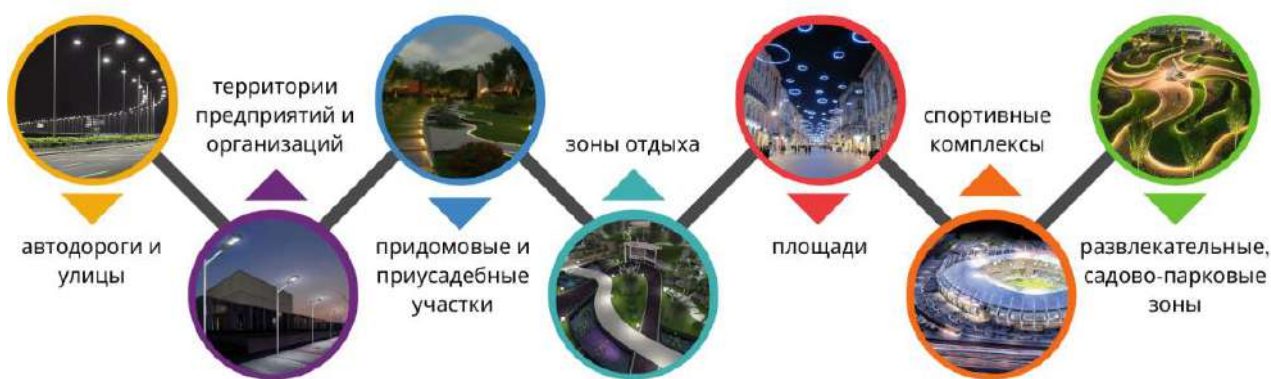 автодороги и
улицы
территории
предприятий и
организаций
придомовые и
приусадебные
участки
зоны отдыха
площади
спортивные
комплексы
развлекательные,
садово-парковые
зоны